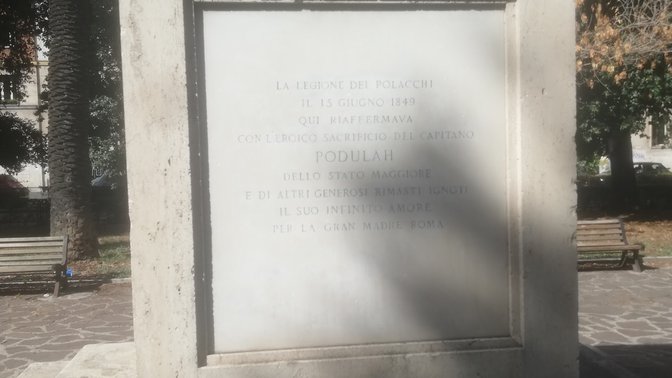 LA LEGIONE DEI POLACCHI
IL 15 GIUGNO 1849
QUI RIAFFERMAVA
CON L'EROICO SACRIFICIO DEL CAPITANO
PODULAH
DELLO STATO MAGGIORE
E DI ALTRI GENEROSI RIMASTI IGNOTI
IL SUO INFINITO AMORE
PER LA GRAN MADRE ROMA